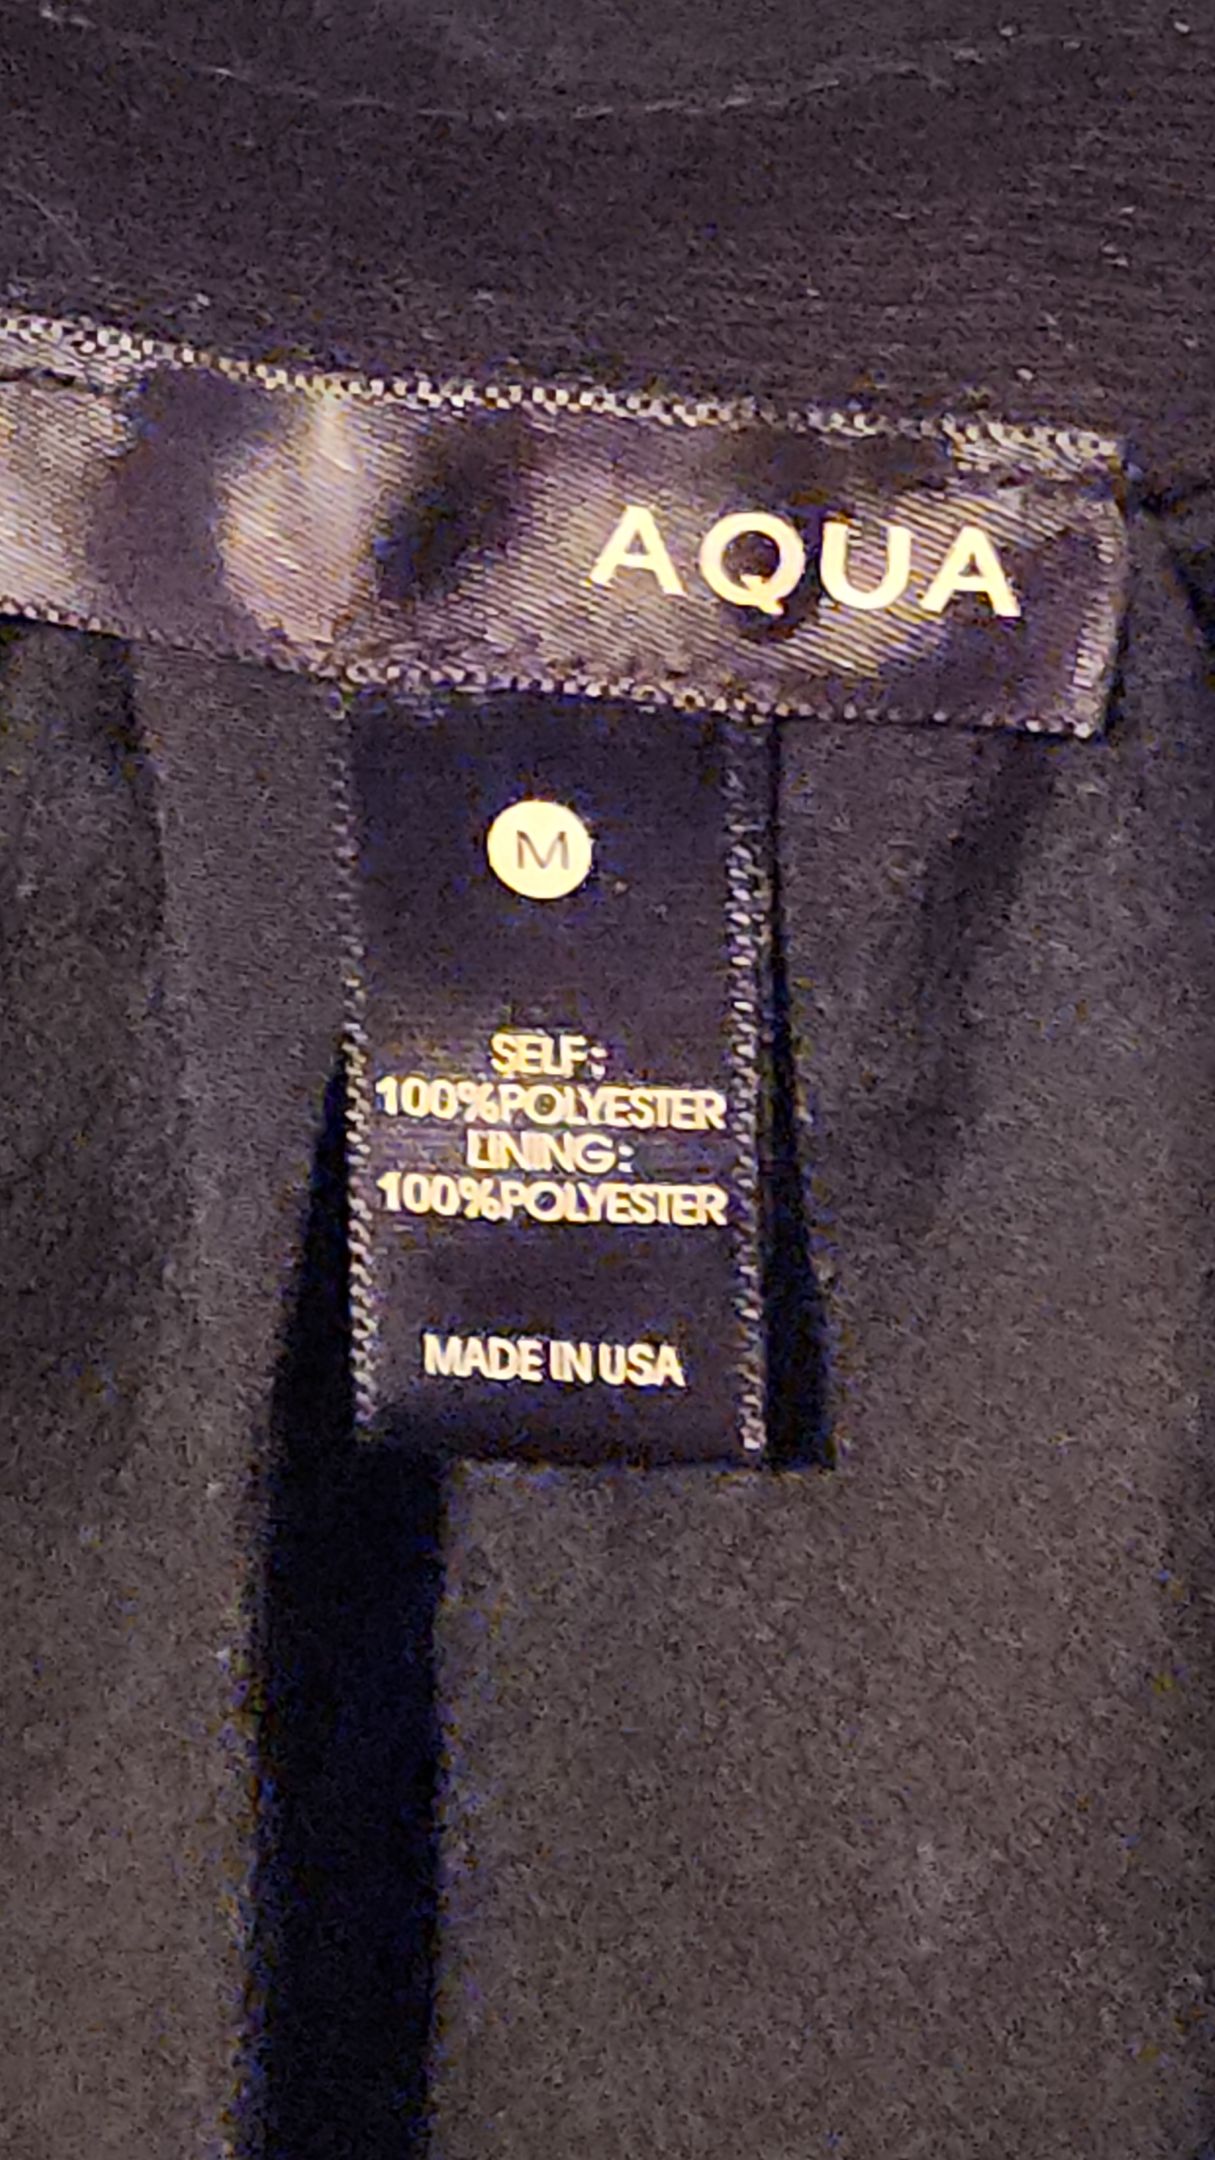 AQUA
M
SELF:
100%POLYESTER
LINING:
100%POLYESTER
MADE IN USA